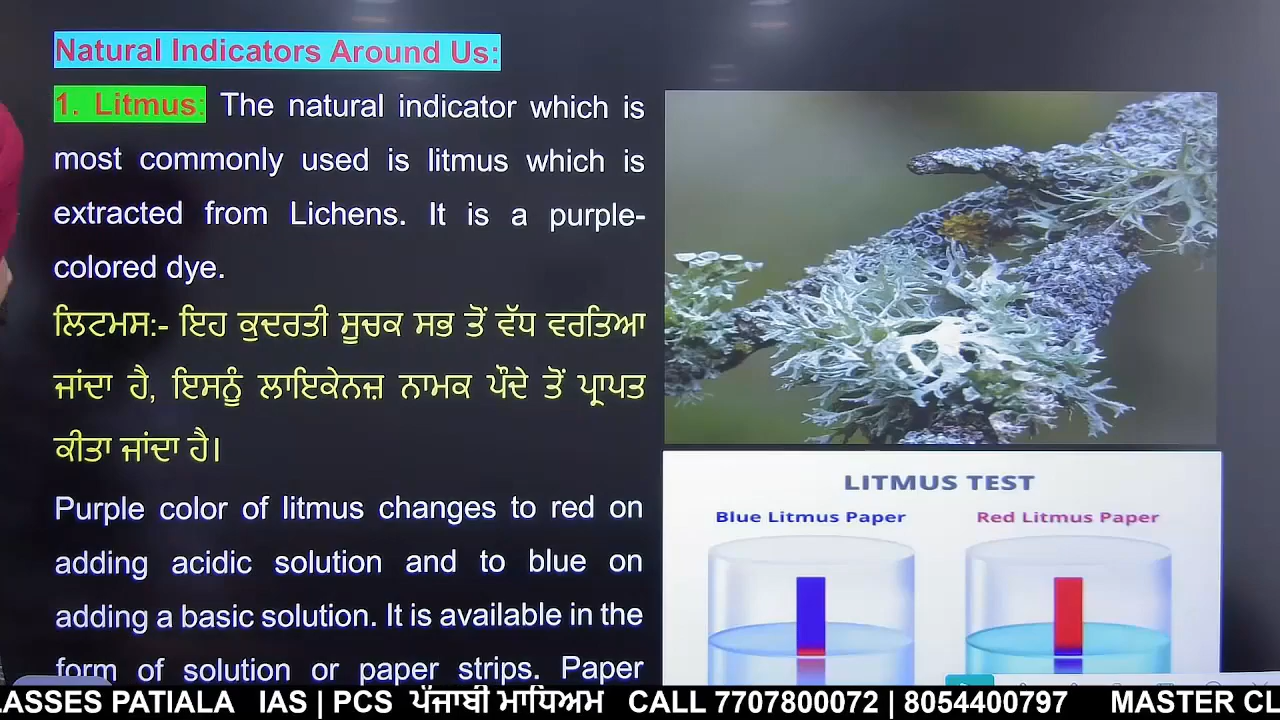 Natural Indicators Around Us:
1. Litmus: The natural indicator which is
most commonly used is litmus which is
extracted from Lichens. It is a purple-
colored dye.
ਲਿਟਮਸ:- ਇਹ ਕੁਦਰਤੀ ਸੂਚਕ ਸਭ ਤੋਂ ਵੱਧ ਵਰਤਿਆ
ਜਾਂਦਾ ਹੈ, ਇਸਨੂੰ ਲਾਇਕੇਨਜ਼ ਨਾਮਕ ਪੌਦੇ ਤੋਂ ਪ੍ਰਾਪਤ
ਕੀਤਾ ਜਾਂਦਾ ਹੈ।
Purple color of litmus changes to red on
adding acidic solution and to blue on
adding a basic solution. It is available in the
form of solution or paper strips. Paper
LITMUS TEST
Blue Litmus Paper
Red Litmus Paper
LASSES PATIALA IAS | PCS ਪੰਜਾਬੀ ਮਾਧਿਅਮ CALL 7707800072 | 8054400797 MASTER CL